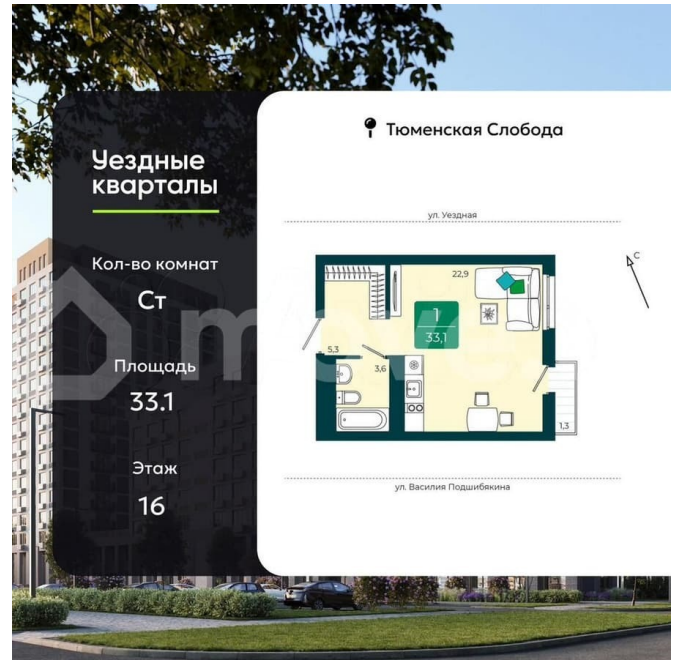 Уездные
кварталы
Кол-во комнат
Ст
Площадь
33.1
Этаж
16
Тюменская Слобода
ул. Уездная
С
22,9
1
33,1
5,3
3,6
1,3
ул. Василия Подшибякина